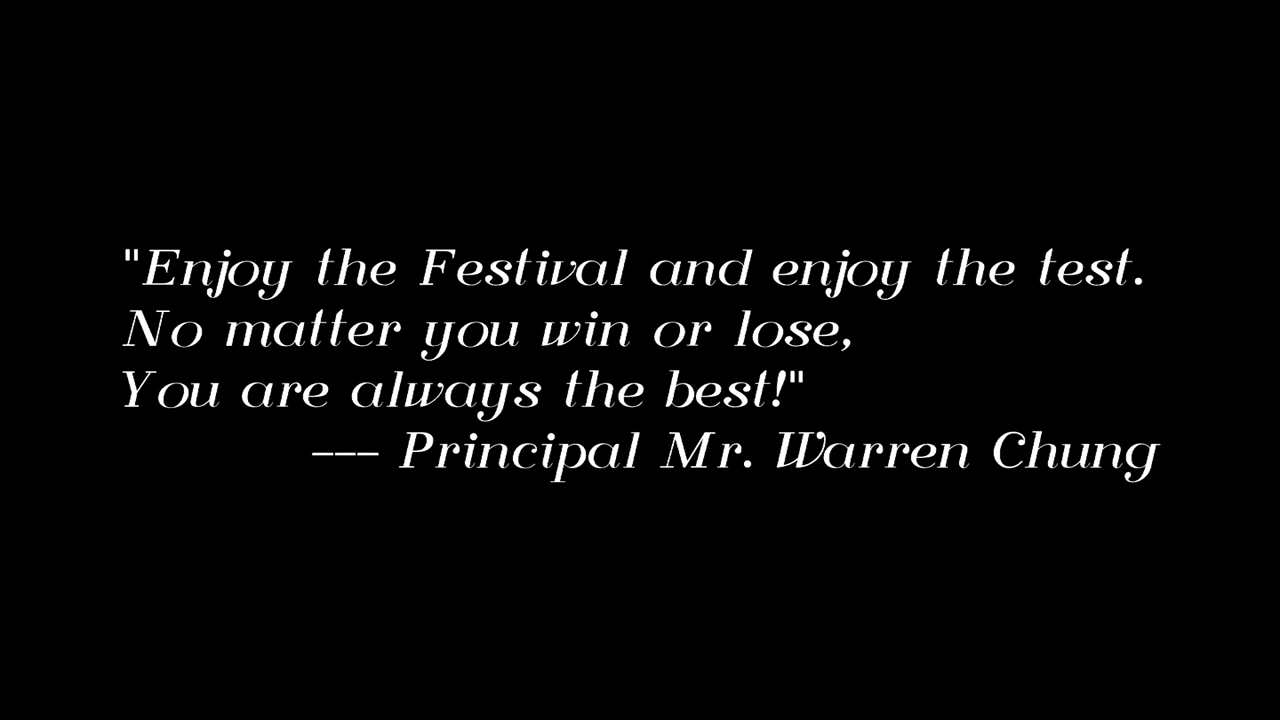 "Enjoy the Festival and enjoy the test.
No matter you win or lose,
You are always the best!"
--- Principal Mr. Warren Chung